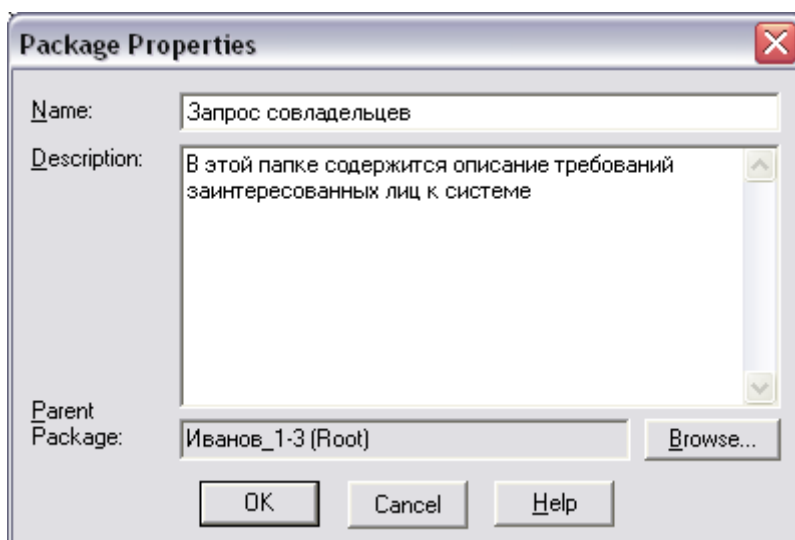 Package Properties
Name:
Запрос совладельцев
Description:
В этой папке содержится описание требований
заинтересованных лиц к системе
Parent
Package:
Иванов_1-3 (Root)
Browse...
OK
Cancel
Help